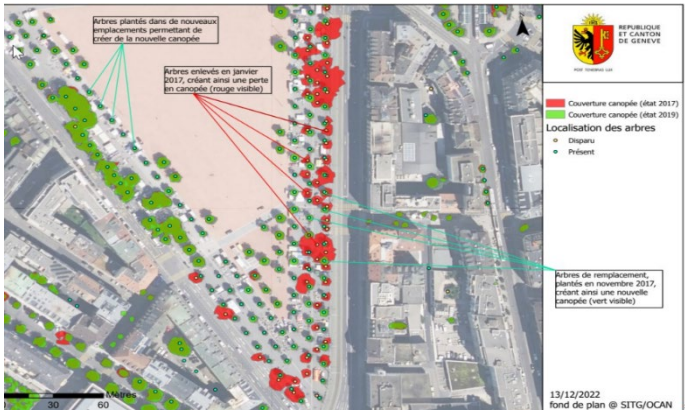 Arbres plantés dans de nouveaux
emplacements permettant de
créer de la nouvelle canopée
Arbres enlevés en janvier
2017, créant ainsi une perte
en canopée (rouge visible)
REPUBLIQUE
ET CANTON
DE GENEVE
POST TENEBRAS LUX
Couverture canopée (état 2017)
Couverture canopée (état 2019)
Localisation des arbres
Disparu
Présent
Arbres de remplacement,
plantés en novembre 2017,
créant ainsi une nouvelle
canopée (vert visible)
Mètres
30 60
13/12/2022
fond de plan @ SITG/OCAN